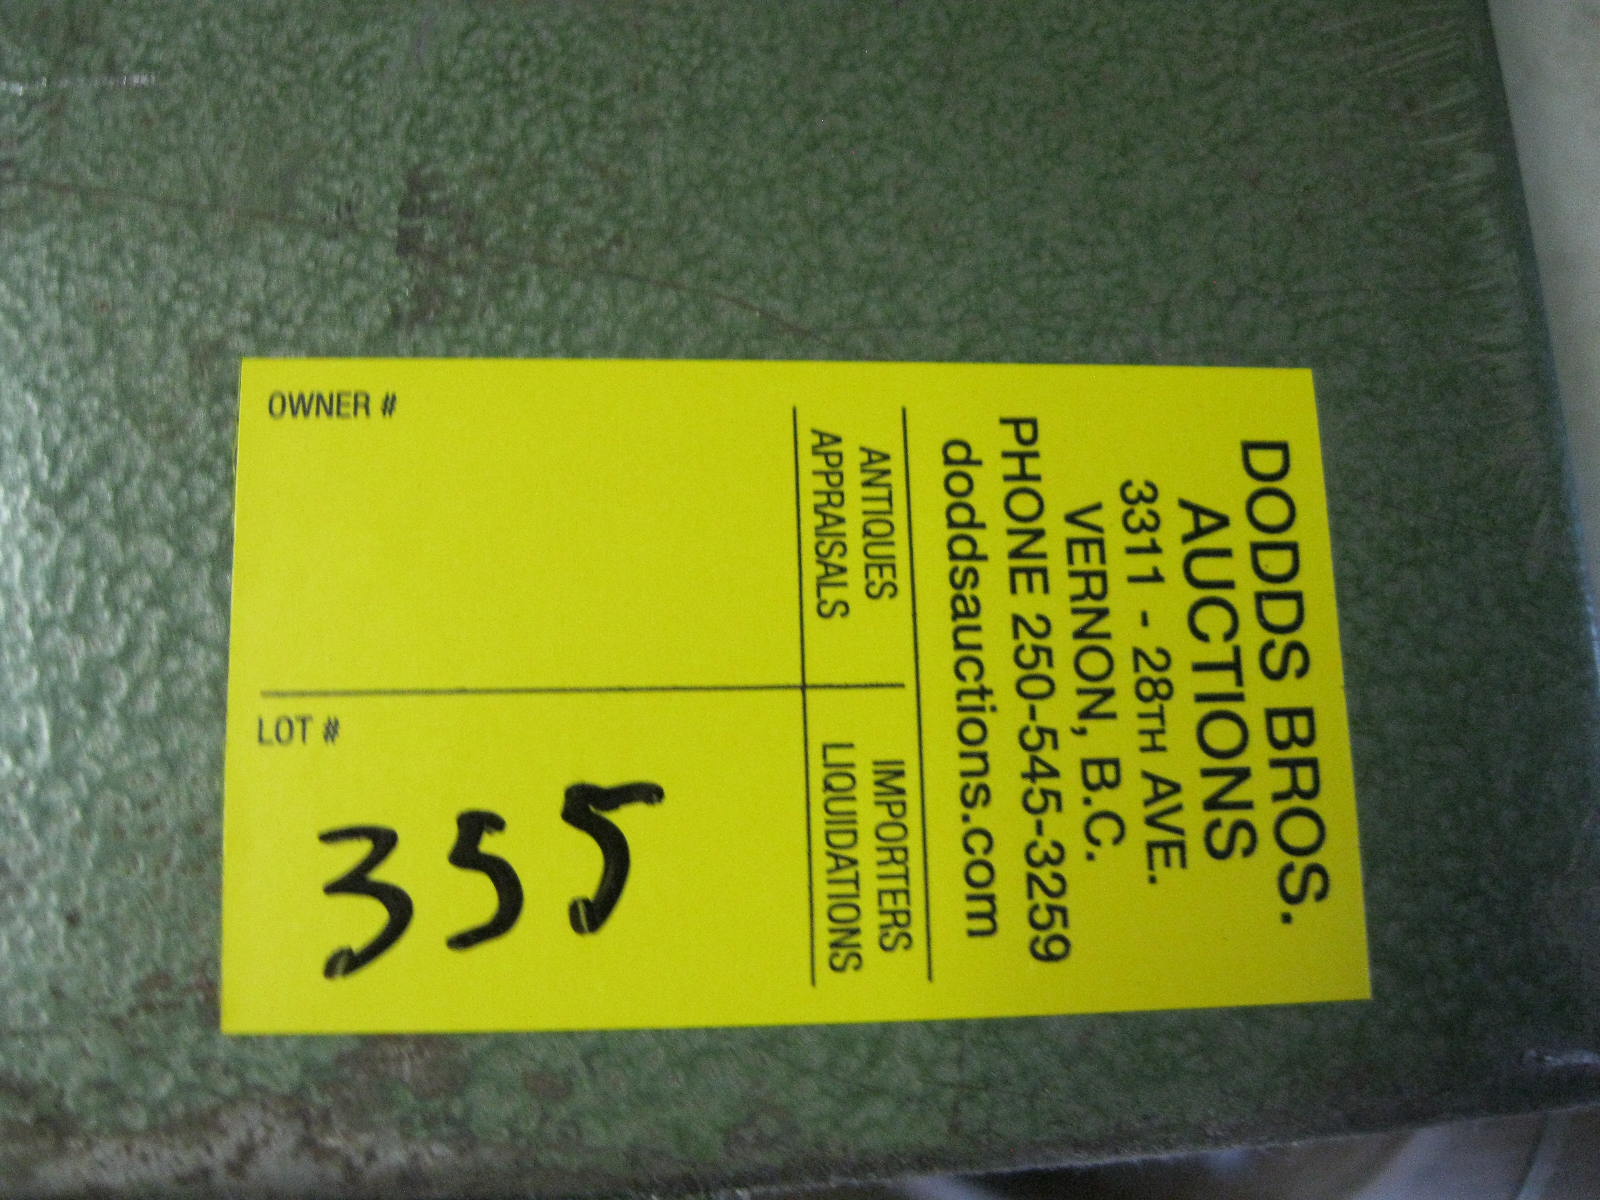 DODDS BROS.
AUCTIONS
3311 - 28TH AVE.
VERNON, B.C.
PHONE 250-545-3259
doddsauctions.com
ANTIQUES
APPRAISALS
IMPORTERS
LIQUIDATIONS
OWNER #
LOT #
355